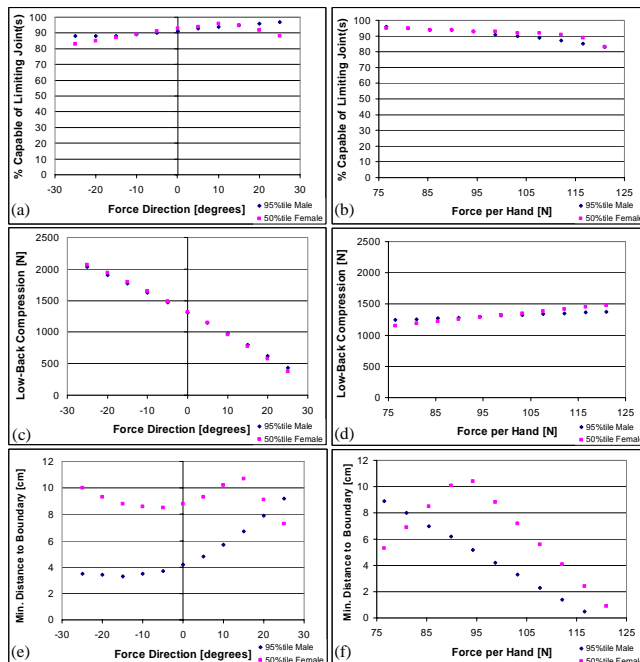 % Capable of Limiting Joint(s)
100
90
80
70
60
50
40
30
20
10
0
-30 -20 -10 0 10 20 30
(a)
Force Direction [degrees]
95%tile Male
50%tile Female
% Capable of Limiting Joint(s)
100
90
80
70
60
50
40
30
20
10
0
75 85 95 105 115 125
(b)
Force per Hand [N]
95%tile Male
50%tile Female
Low-Back Compression [N]
2500
2000
1500
1000
500
0
-30 -20 -10 0 10 20 30
(c)
Force Direction [degrees]
95%tile Male
50%tile Female
Low-Back Compression [N]
2500
2000
1500
1000
500
0
75 85 95 105 115 125
(d)
Force per Hand [N]
95%tile Male
50%tile Female
Min. Distance to Boundary [cm]
12
10
8
6
4
2
0
-30 -20 -10 0 10 20 30
(e)
Force Direction [degrees]
95%tile Male
50%tile Female
Min. Distance to Boundary [cm]
12
10
8
6
4
2
0
75 85 95 105 115 125
(f)
Force per Hand [N]
95%tile Male
50%tile Female